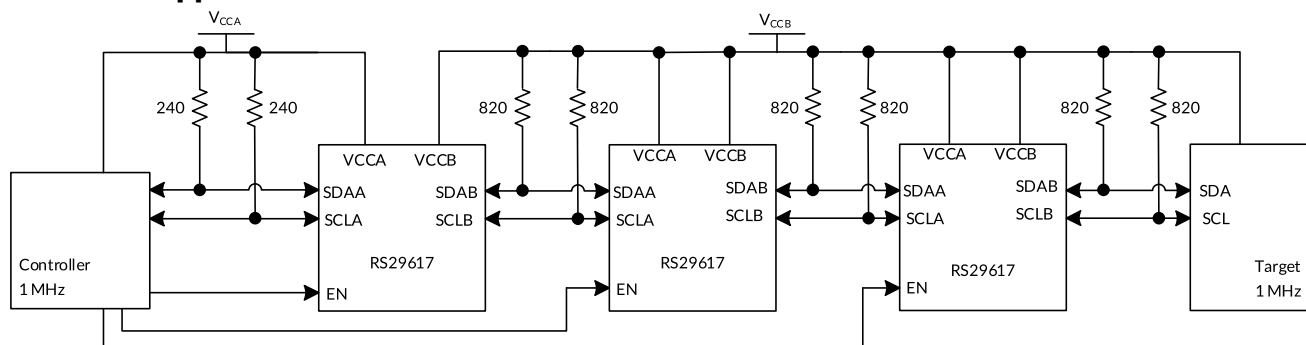 V_CCA
V_CCB
240
240
820
820
820
820
820
820
VCCA
VCCB
VCCA
VCCB
VCCA
VCCB
SDAA
SCLA
SDAB
SCLB
SDAA
SCLA
SDAB
SCLB
SDAA
SCLA
SDAB
SCLB
SDA
SCL
Controller
1 MHz
RS29617
EN
RS29617
EN
RS29617
EN
Target
1 MHz